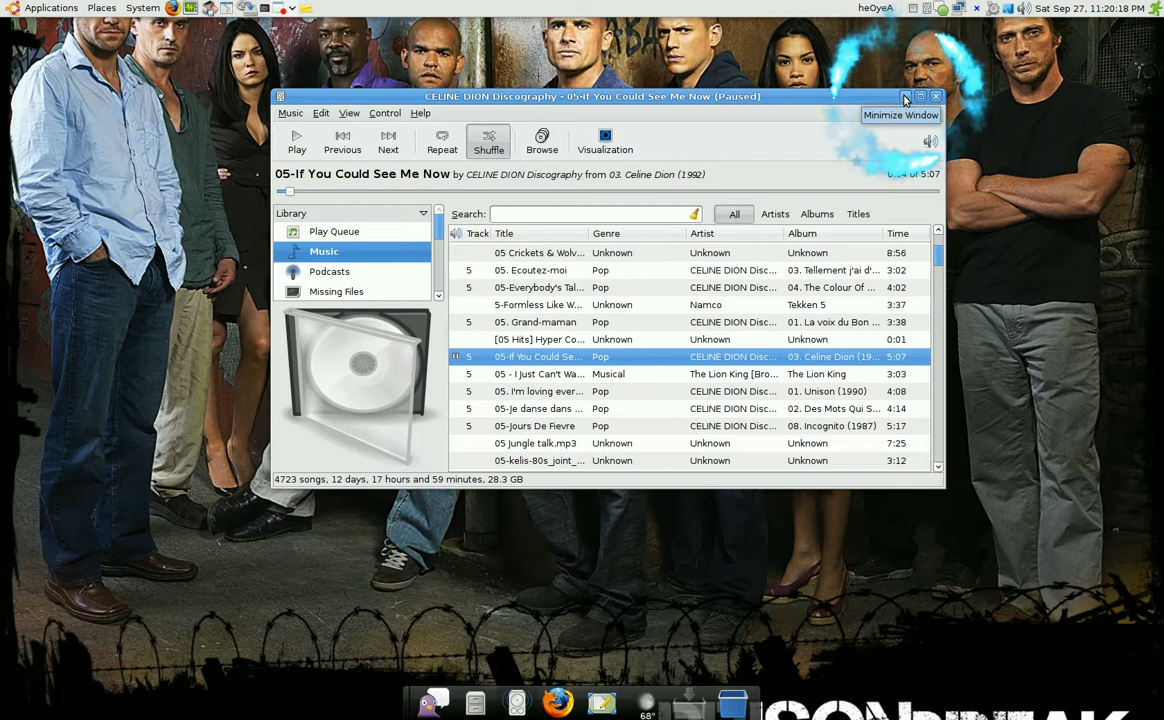 Applications Places System heOyeA Sat Sep 27, 11:20:18 PM
CELINE DION Discography - 05-If You Could See Me Now (Paused)
Minimize Window
Music Edit View Control Help
Play Previous Next Repeat Shuffle Browse Visualization
05-If You Could See Me Now by CELINE DION Discography from 03. Celine Dion (1992) of 5:07
Library Search: All Artists Albums Titles
Play Queue
Music
Podcasts
Missing Files
Track Title Genre Artist Album Time
05 Crickets & Wolv... Unknown Unknown Unknown 8:56
5 05. Ecoutez-moi Pop CELINE DION Disc... 03. Tellement j'ai d'... 3:02
5 05-Everybody's Tal... Pop CELINE DION Disc... 04. The Colour Of ... 4:02
5-Formless Like W... Unknown Namco Tekken 5 3:37
5 05. Grand-maman Pop CELINE DION Disc... 01. La voix du Bon ... 3:38
[05 Hits] Hyper Co... Unknown Unknown Unknown 0:01
5 05-If You Could Se... Pop CELINE DION Disc... 03. Celine Dion (19... 5:07
5 05 - I Just Can't Wa... Musical The Lion King [Bro... The Lion King 3:03
5 05. I'm loving ever... Pop CELINE DION Disc... 01. Unison (1990) 4:08
5 05-Je danse dans ... Pop CELINE DION Disc... 02. Des Mots Qui S... 4:14
5 05-Jours De Fievre Pop CELINE DION Disc... 08. Incognito (1987) 5:17
05 Jungle talk.mp3 Unknown Unknown Unknown 7:25
05-kelis-80s_joint_... Unknown Unknown Unknown 3:12
4723 songs, 12 days, 17 hours and 59 minutes, 28.3 GB
68°